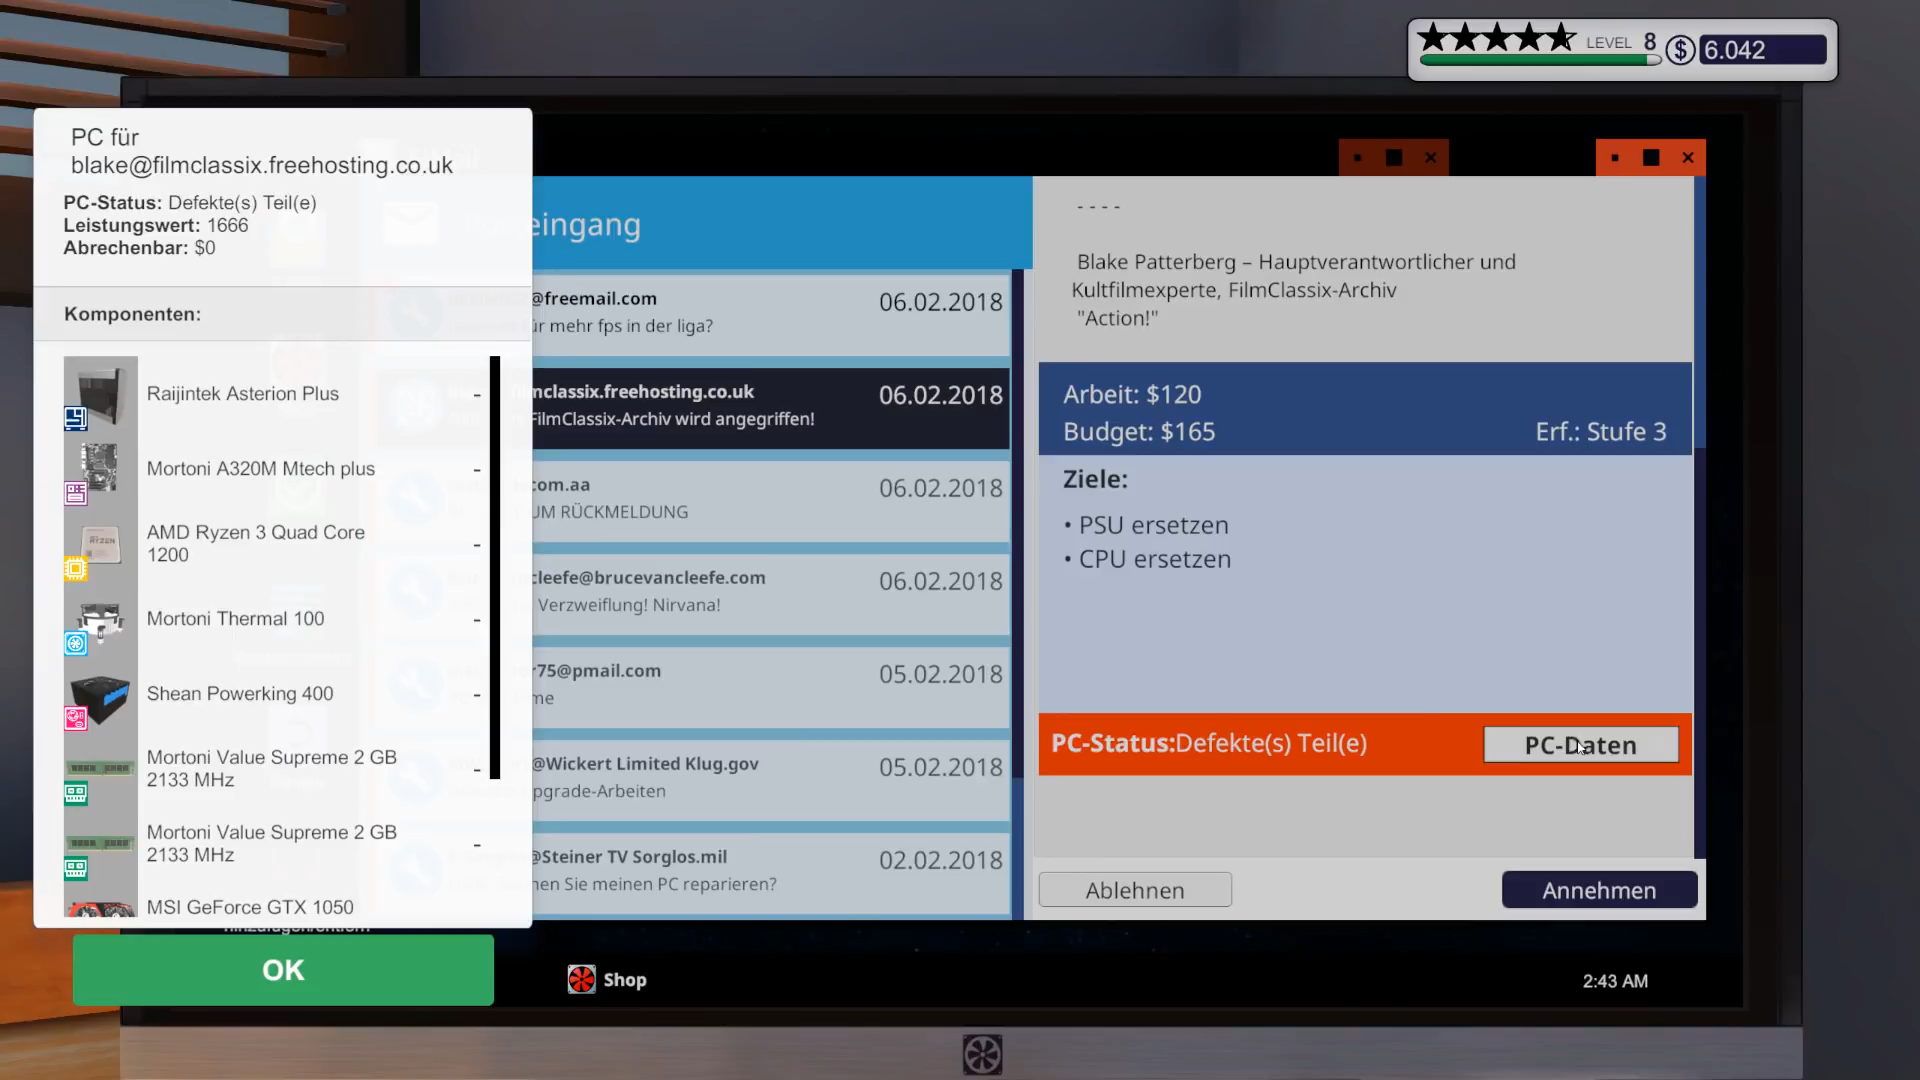 LEVEL 8
$ 6.042
PC für
blake@filmclassix.freehosting.co.uk
PC-Status: Defekte(s) Teil(e)
Leistungswert: 1666
Abrechenbar: $0
Komponenten:
Raijintek Asterion Plus -
Mortoni A320M Mtech plus -
AMD Ryzen 3 Quad Core
1200 -
Mortoni Thermal 100 -
Shean Powerking 400 -
Mortoni Value Supreme 2 GB
2133 MHz -
Mortoni Value Supreme 2 GB
2133 MHz -
MSI GeForce GTX 1050
OK
Posteingang
@freemail.com 06.02.2018
für mehr fps in der liga?
filmclassix.freehosting.co.uk 06.02.2018
FilmClassix-Archiv wird angegriffen!
com.aa 06.02.2018
UM RÜCKMELDUNG
cleefe@brucevancleefe.com 06.02.2018
Verzweiflung! Nirvana!
r75@pmail.com 05.02.2018
me
@Wickert Limited Klug.gov 05.02.2018
pgrade-Arbeiten
@Steiner TV Sorglos.mil 02.02.2018
nen Sie meinen PC reparieren?
- - - -
Blake Patterberg – Hauptverantwortlicher und
Kultfilmexperte, FilmClassix-Archiv
"Action!"
Arbeit: $120
Budget: $165 Erf.: Stufe 3
Ziele:
• PSU ersetzen
• CPU ersetzen
PC-Status:Defekte(s) Teil(e) PC-Daten
Ablehnen Annehmen
Shop
2:43 AM